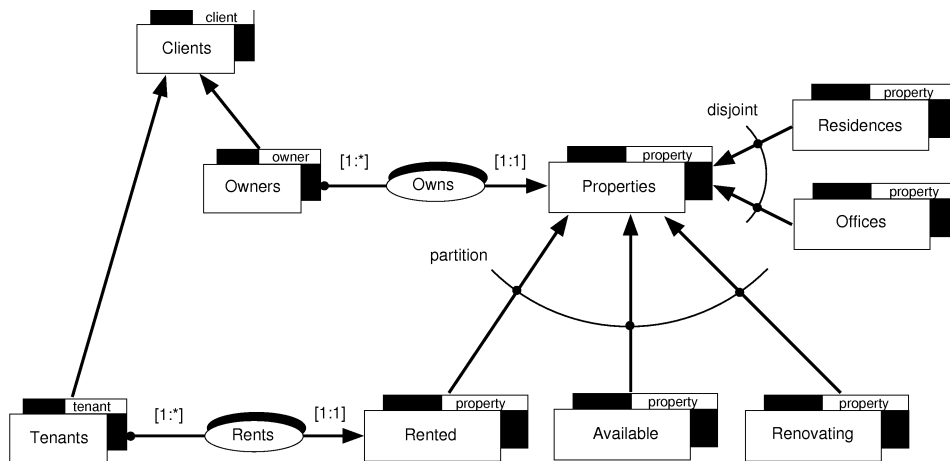 client
Clients
disjoint
property
Residences
owner
Owners
[1:*]
Owns
[1:1]
property
Properties
property
Offices
partition
tenant
Tenants
[1:*]
Rents
[1:1]
property
Rented
property
Available
property
Renovating